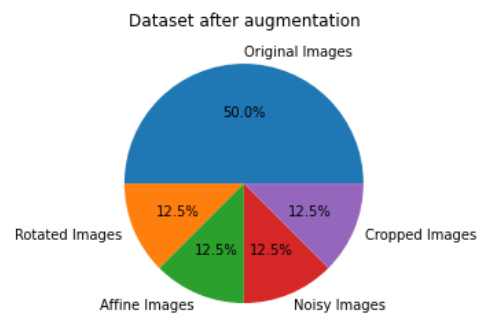 Dataset after augmentation
Original Images
50.0%
12.5%
12.5%
Rotated Images
Cropped Images
12.5%
12.5%
Affine Images
Noisy Images